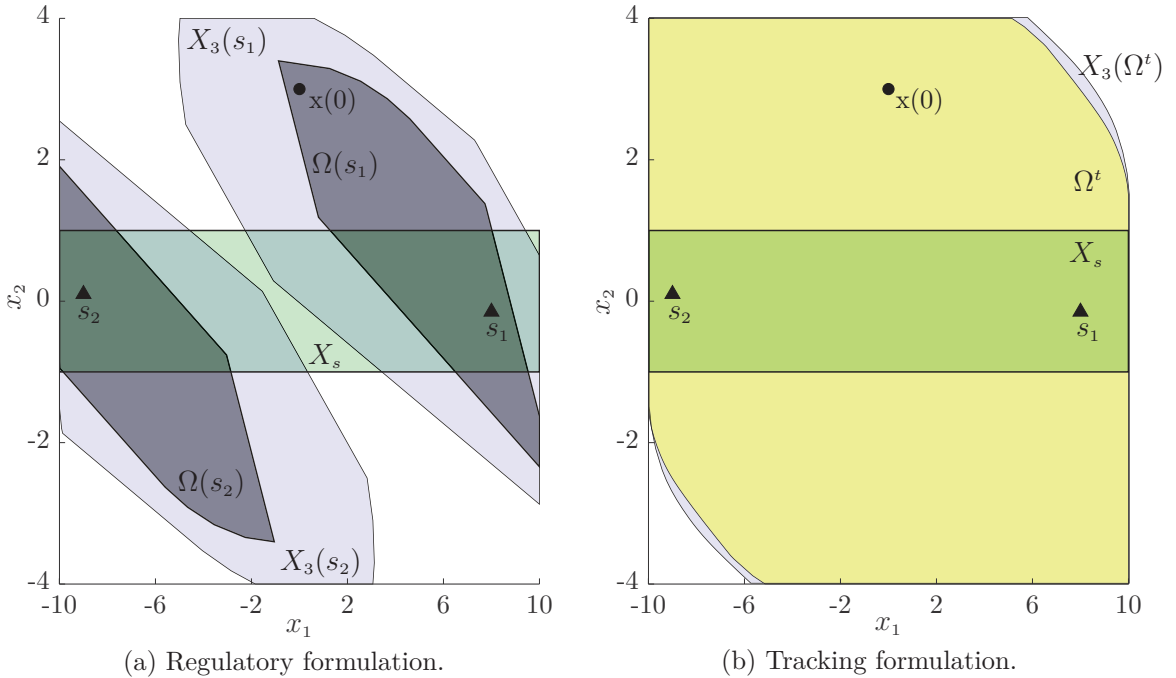 4
2
0
-2
-4
x₂
-10
-6
-2
2
6
10
x₁
X₃(s₁)
x(0)
Ω(s₁)
s₂
s₁
Xₛ
Ω(s₂)
X₃(s₂)
(a) Regulatory formulation.
4
2
0
-2
-4
x₂
-10
-6
-2
2
6
10
x₁
X₃(Ωᵗ)
x(0)
Ωᵗ
Xₛ
s₂
s₁
(b) Tracking formulation.